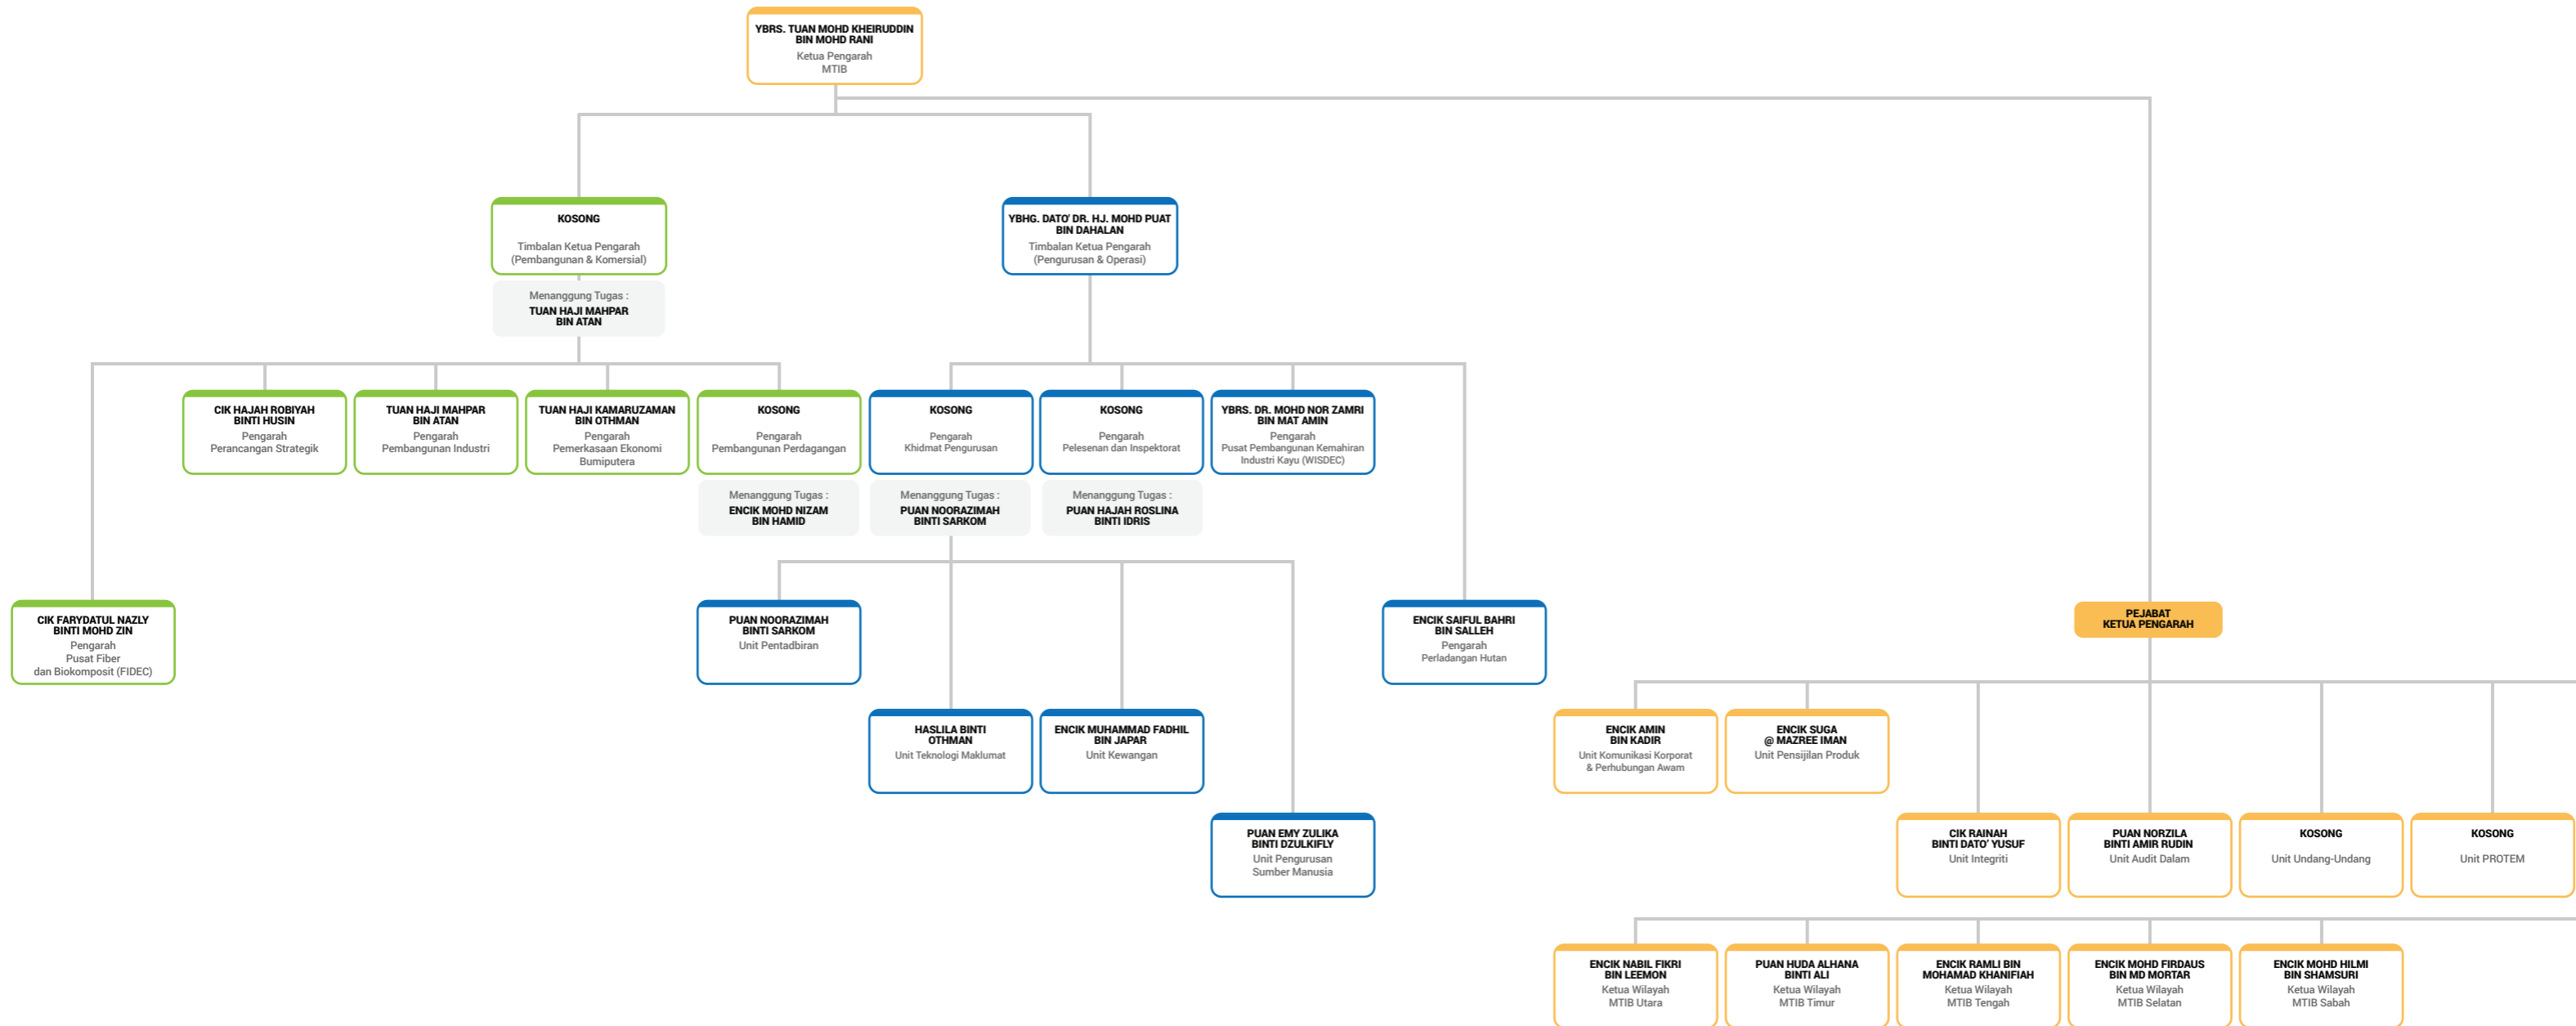 YBRS. TUAN MOHD KHEIRUDDIN
BIN MOHD RANI
Ketua Pengarah
MTIB
KOSONG
Timbalan Ketua Pengarah
(Pembangunan & Komersial)
Menanggung Tugas :
TUAN HAJI MAHPAR
BIN ATAN
YBHG. DATO' DR. HJ. MOHD PUAT
BIN DAHALAN
Timbalan Ketua Pengarah
(Pengurusan & Operasi)
CIK HAJAH ROBIYAH
BINTI HUSIN
Pengarah
Perancangan Strategik
TUAN HAJI MAHPAR
BIN ATAN
Pengarah
Pembangunan Industri
TUAN HAJI KAMARUZAMAN
BIN OTHMAN
Pengarah
Pemerkasaan Ekonomi
Bumiputera
KOSONG
Pengarah
Pembangunan Perdagangan
Menanggung Tugas :
ENCIK MOHD NIZAM
BIN HAMID
KOSONG
Pengarah
Khidmat Pengurusan
Menanggung Tugas :
PUAN NOORAZIMAH
BINTI SARKOM
KOSONG
Pengarah
Pelesenan dan Inspektorat
Menanggung Tugas :
PUAN HAJAH ROSLINA
BINTI IDRIS
YBRS. DR. MOHD NOR ZAMRI
BIN MAT AMIN
Pengarah
Pusat Pembangunan Kemahiran
Industri Kayu (WISDEC)
CIK FARYDATUL NAZLY
BINTI MOHD ZIN
Pengarah
Pusat Fiber
dan Biokomposit (FIDEC)
PUAN NOORAZIMAH
BINTI SARKOM
Unit Pentadbiran
ENCIK SAIFUL BAHRI
BIN SALLEH
Pengarah
Perladangan Hutan
PEJABAT
KETUA PENGARAH
HASLILA BINTI
OTHMAN
Unit Teknologi Maklumat
ENCIK MUHAMMAD FADHIL
BIN JAPAR
Unit Kewangan
ENCIK AMIN
BIN KADIR
Unit Komunikasi Korporat
& Perhubungan Awam
ENCIK SUGA
@ MAZREE IMAN
Unit Pensijilan Produk
PUAN EMY ZULIKA
BINTI DZULKIFLY
Unit Pengurusan
Sumber Manusia
CIK RAINAH
BINTI DATO' YUSUF
Unit Integriti
PUAN NORZILA
BINTI AMIR RUDIN
Unit Audit Dalam
KOSONG
Unit Undang-Undang
KOSONG
Unit PROTEM
ENCIK NABIL FIKRI
BIN LEEMON
Ketua Wilayah
MTIB Utara
PUAN HUDA ALHANA
BINTI ALI
Ketua Wilayah
MTIB Timur
ENCIK RAMLI BIN
MOHAMAD KHANIFIAH
Ketua Wilayah
MTIB Tengah
ENCIK MOHD FIRDAUS
BIN MD MORTAR
Ketua Wilayah
MTIB Selatan
ENCIK MOHD HILMI
BIN SHAMSURI
Ketua Wilayah
MTIB Sabah